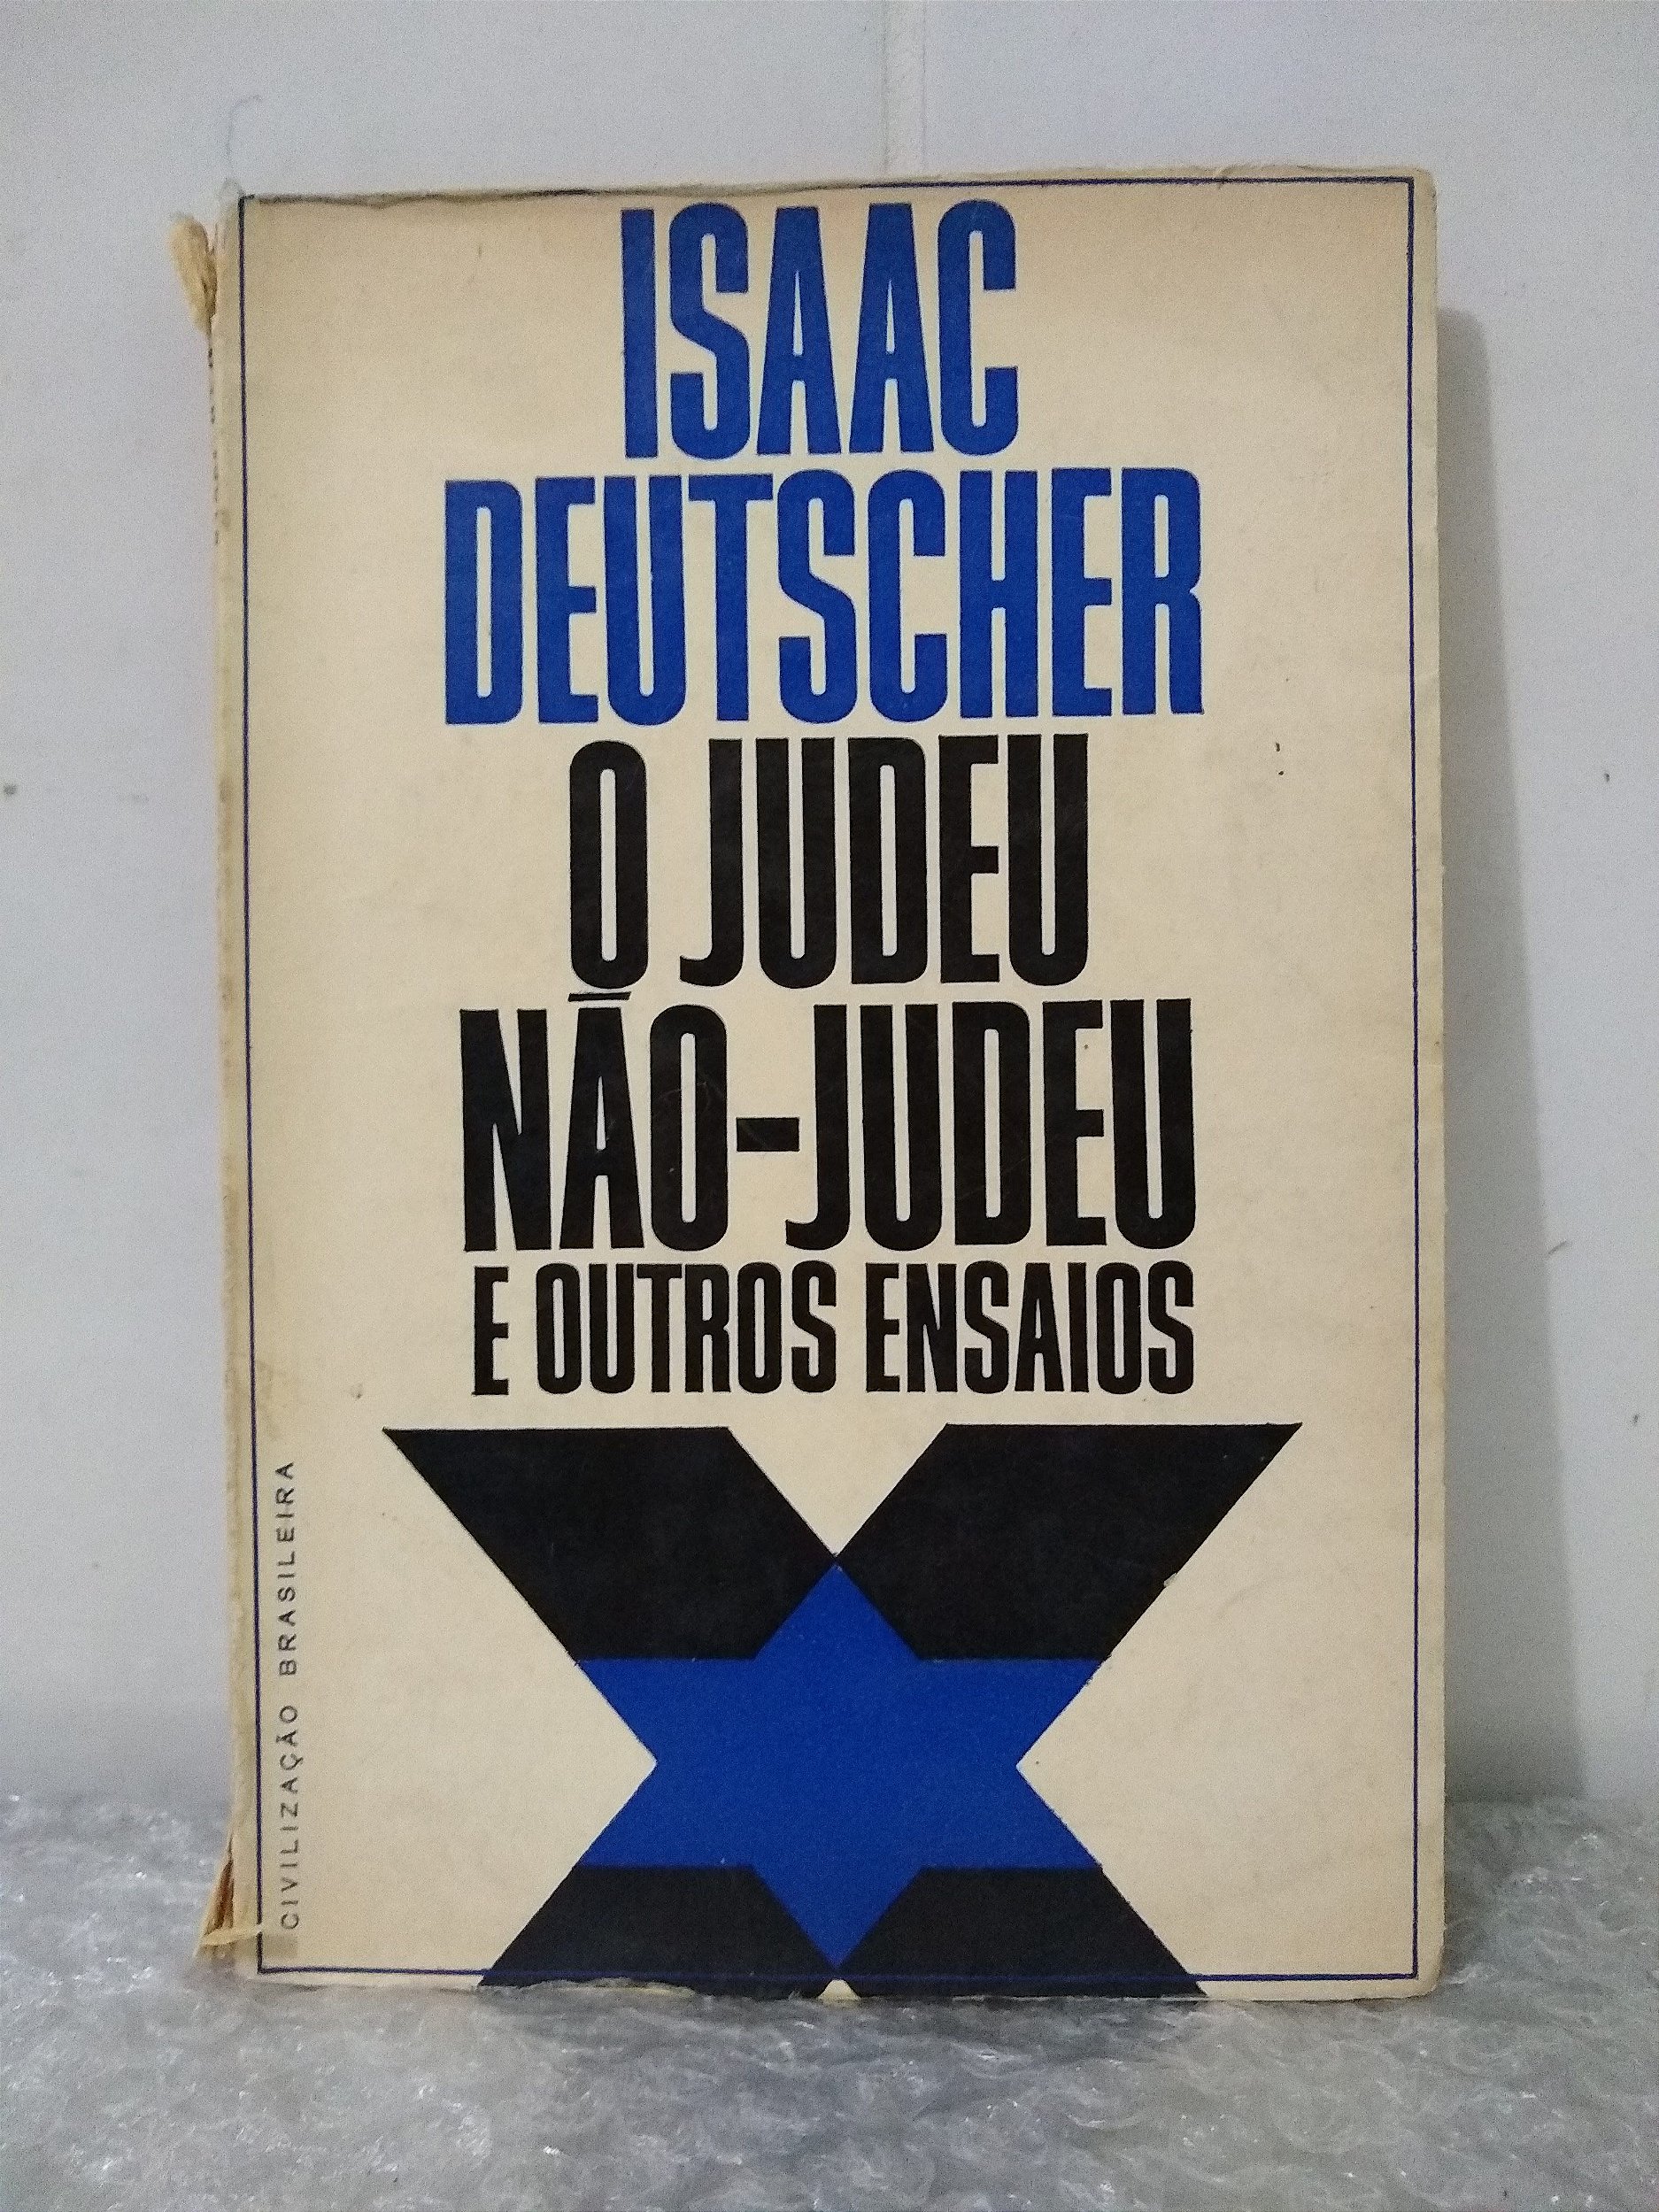 ISAAC
DEUTSCHER
O JUDEU
NÃO-JUDEU
E OUTROS ENSAIOS
CIVILIZAÇÃO BRASILEIRA